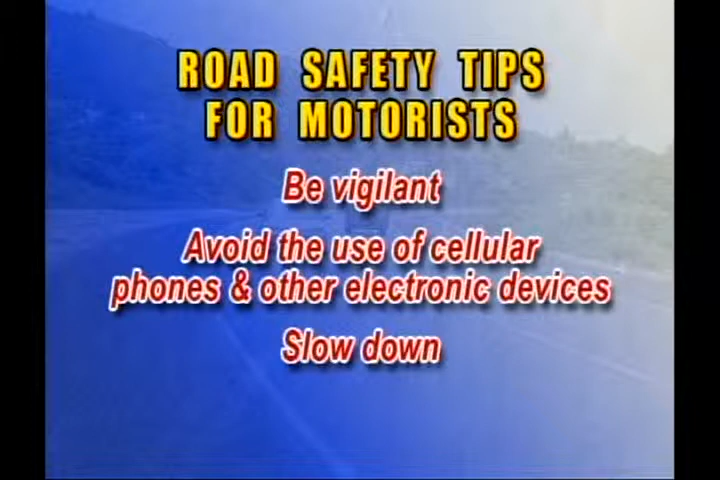 ROAD SAFETY TIPS
FOR MOTORISTS
Be vigilant
Avoid the use of cellular
phones & other electronic devices
Slow down